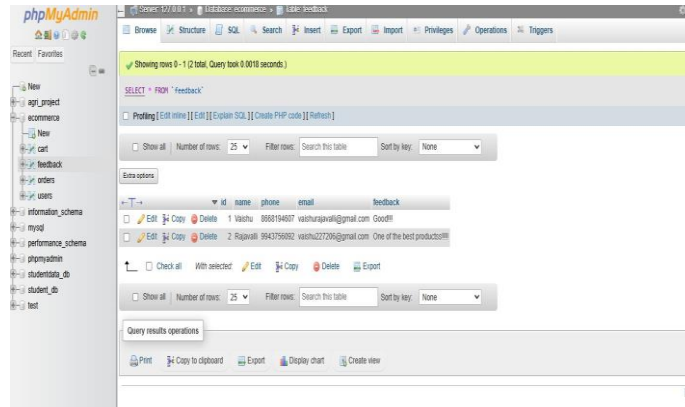 phpMyAdmin
Recent Favorites
New
agri_project
ecommerce
New
cart
feedback
orders
users
information_schema
mysql
performance_schema
phpmyadmin
studentdata_db
student_db
test
Server: 127.0.0.1 » Database: ecommerce » Table: feedback
Browse Structure SQL Search Insert Export Import Privileges Operations Triggers
Showing rows 0 - 1 (2 total, Query took 0.0018 seconds.)
SELECT * FROM `feedback`
Profiling [ Edit inline ] [ Edit ] [ Explain SQL ] [ Create PHP code ] [ Refresh ]
Show all Number of rows: 25 Filter rows: Search this table Sort by key: None
Extra options
←T→ id name phone email feedback
Edit Copy Delete 1 Vaishu 8668194607 vaishurajavalli@gmail.com Good!!!
Edit Copy Delete 2 Rajavalli 9943756092 vaishu227206@gmail.com One of the best productss!!!!
Check all With selected: Edit Copy Delete Export
Show all Number of rows: 25 Filter rows: Search this table Sort by key: None
Query results operations
Print Copy to clipboard Export Display chart Create view